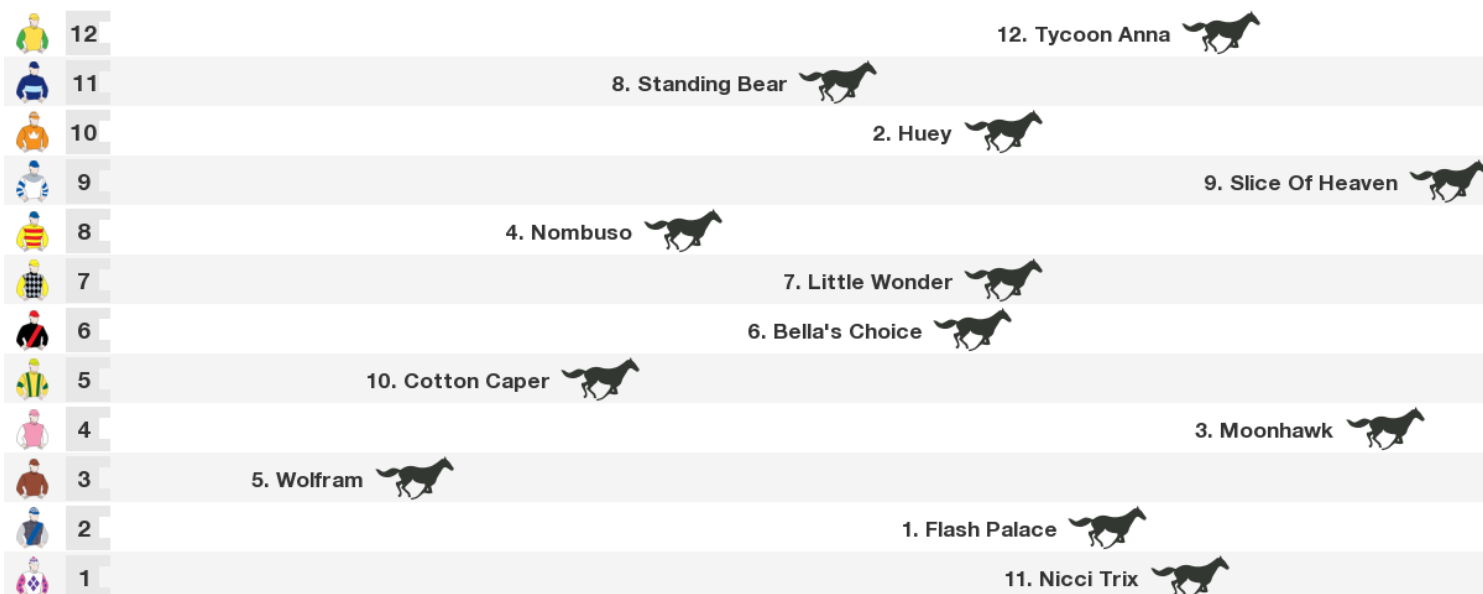 12 12. Tycoon Anna
11 8. Standing Bear
10 2. Huey
9 9. Slice Of Heaven
8 4. Nombuso
7 7. Little Wonder
6 6. Bella's Choice
5 10. Cotton Caper
4 3. Moonhawk
3 5. Wolfram
2 1. Flash Palace
1 11. Nicci Trix